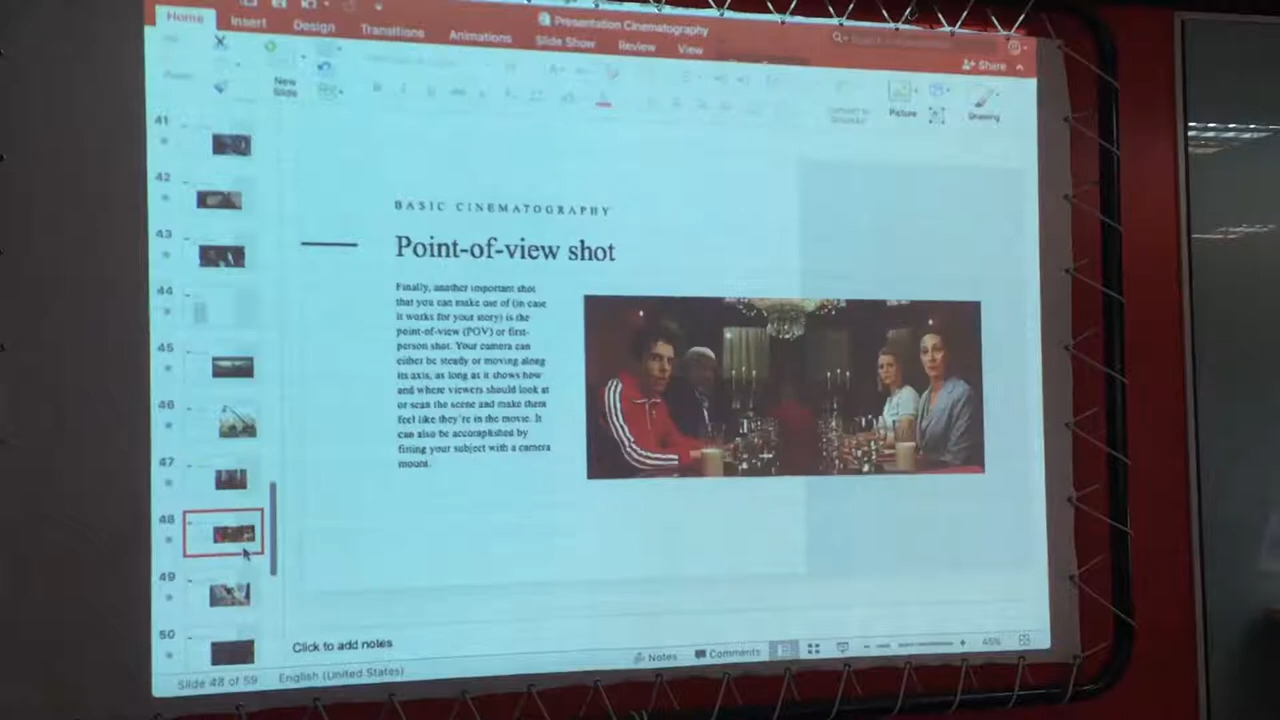 Presentation Cinematography
Home Insert Design Transitions Animations Slide Show Review View
Share
New
Slide
Picture
Drawing
41
42
43
44
45
46
47
48
49
50
BASIC CINEMATOGRAPHY
Point-of-view shot
Finally, another important shot
that you can make use of (in case
it works for your story) is the
point-of-view (POV) or first-
person shot. Your camera can
either be steady or moving along
its axis, as long as it shows how
and where viewers should look at
or scan the scene and make them
feel like they're in the movie. It
can also be accomplished by
fitting your subject with a camera
mount.
Click to add notes
Notes Comments 45%
Slide 48 of 59 English (United States)